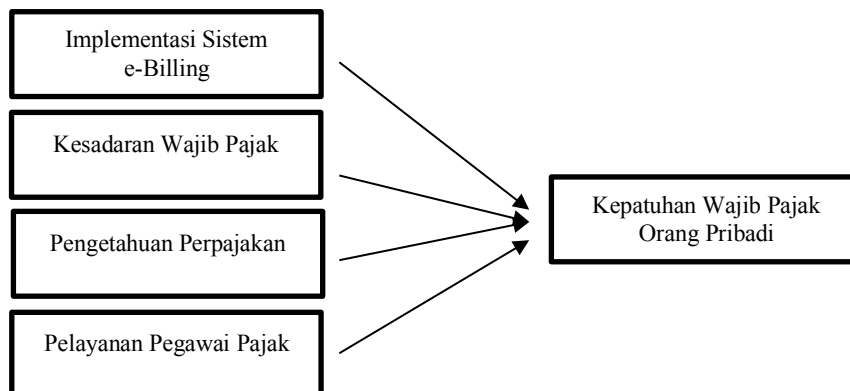 Implementasi Sistem
e-Billing
Kesadaran Wajib Pajak
Pengetahuan Perpajakan
Pelayanan Pegawai Pajak
Kepatuhan Wajib Pajak
Orang Pribadi